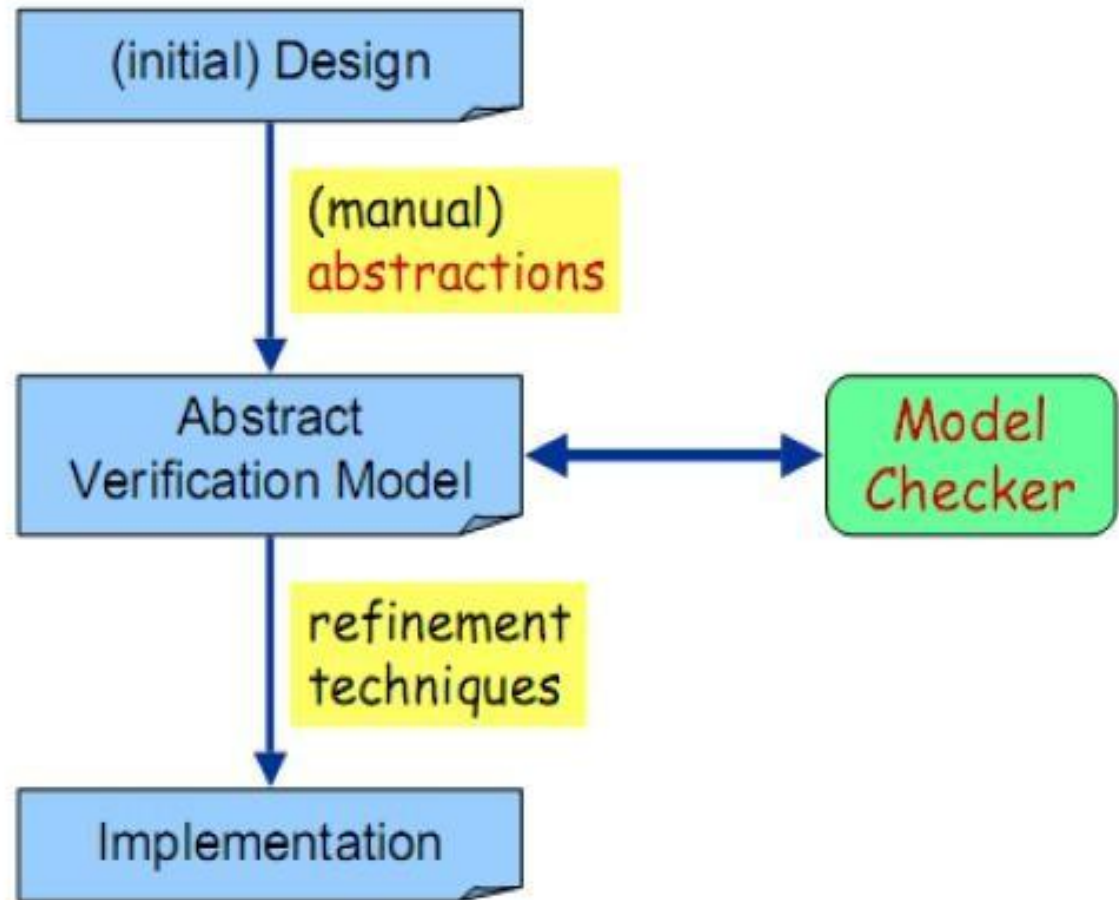 (initial) Design
(manual)
abstractions
Abstract
Verification Model
Model
Checker
refinement
techniques
Implementation